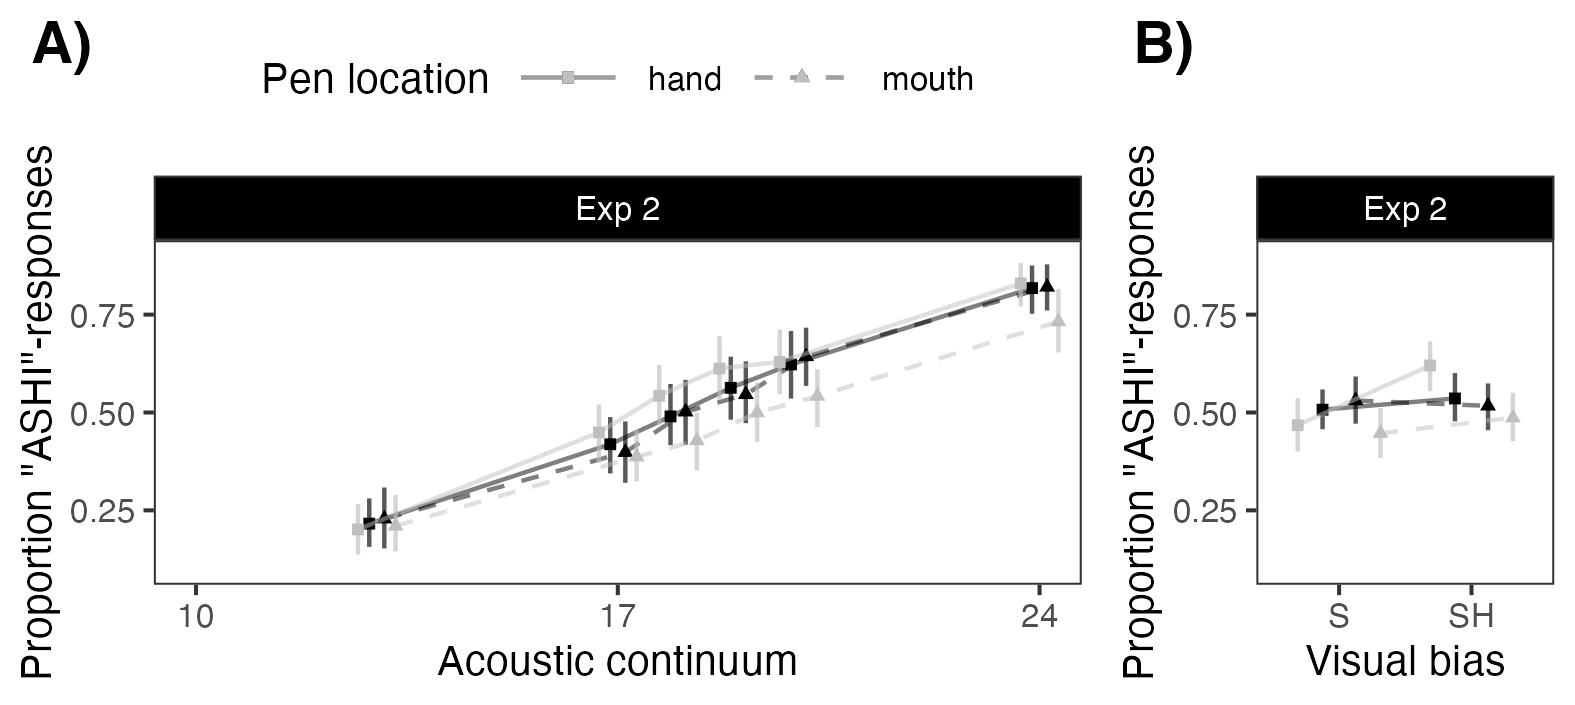 A)
Pen location hand mouth
Proportion "ASHI"-responses
Exp 2
0.75
0.50
0.25
10 17 24
Acoustic continuum
B)
Proportion "ASHI"-responses
Exp 2
0.75
0.50
0.25
S SH
Visual bias